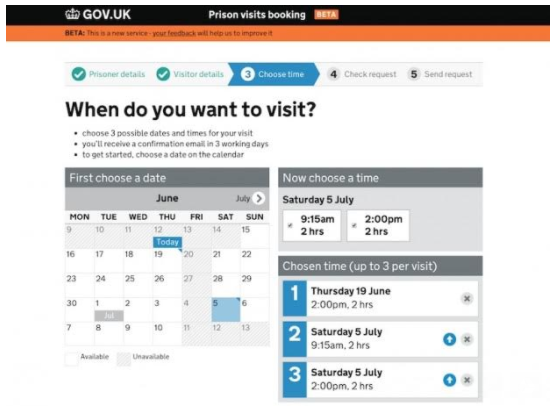 GOV.UK
Prison visits booking BETA
BETA: This is a new service - your feedback will help us to improve it
Prisoner details Visitor details 3 Choose time 4 Check request 5 Send request
When do you want to visit?
choose 3 possible dates and times for your visit
you'll receive a confirmation email in 3 working days
to get started, choose a date on the calendar
First choose a date
June July
MON TUE WED THU FRI SAT SUN
9 10 11 12 13 14 15
Today
16 17 18 19 20 21 22
23 24 25 26 27 28 29
30 1 2 3 4 5 6
Jul
7 8 9 10 11 12 13
Available Unavailable
Now choose a time
Saturday 5 July
9:15am 2:00pm
2 hrs 2 hrs
Chosen time (up to 3 per visit)
1 Thursday 19 June
2:00pm, 2 hrs
2 Saturday 5 July
9:15am, 2 hrs
3 Saturday 5 July
2:00pm, 2 hrs